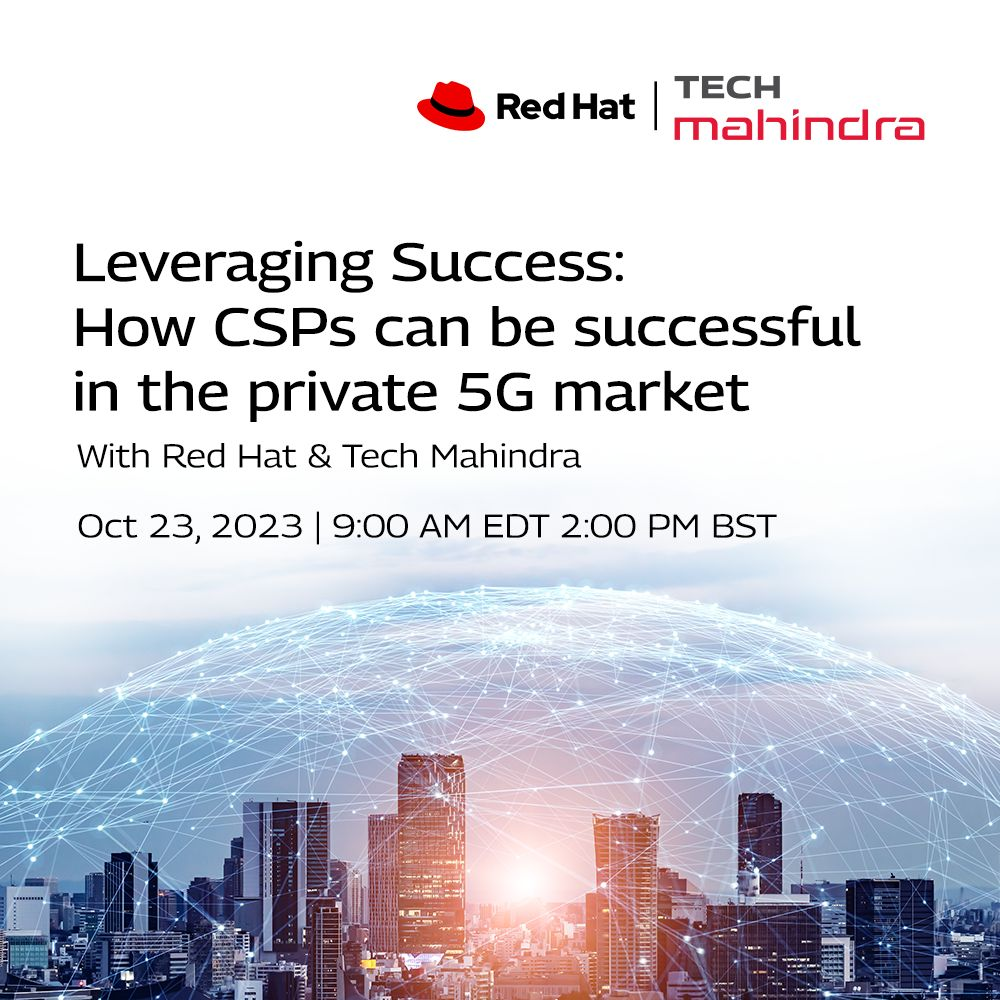 Red Hat
TECH
mahindra
Leveraging Success:
How CSPs can be successful
in the private 5G market
With Red Hat & Tech Mahindra
Oct 23, 2023 | 9:00 AM EDT 2:00 PM BST